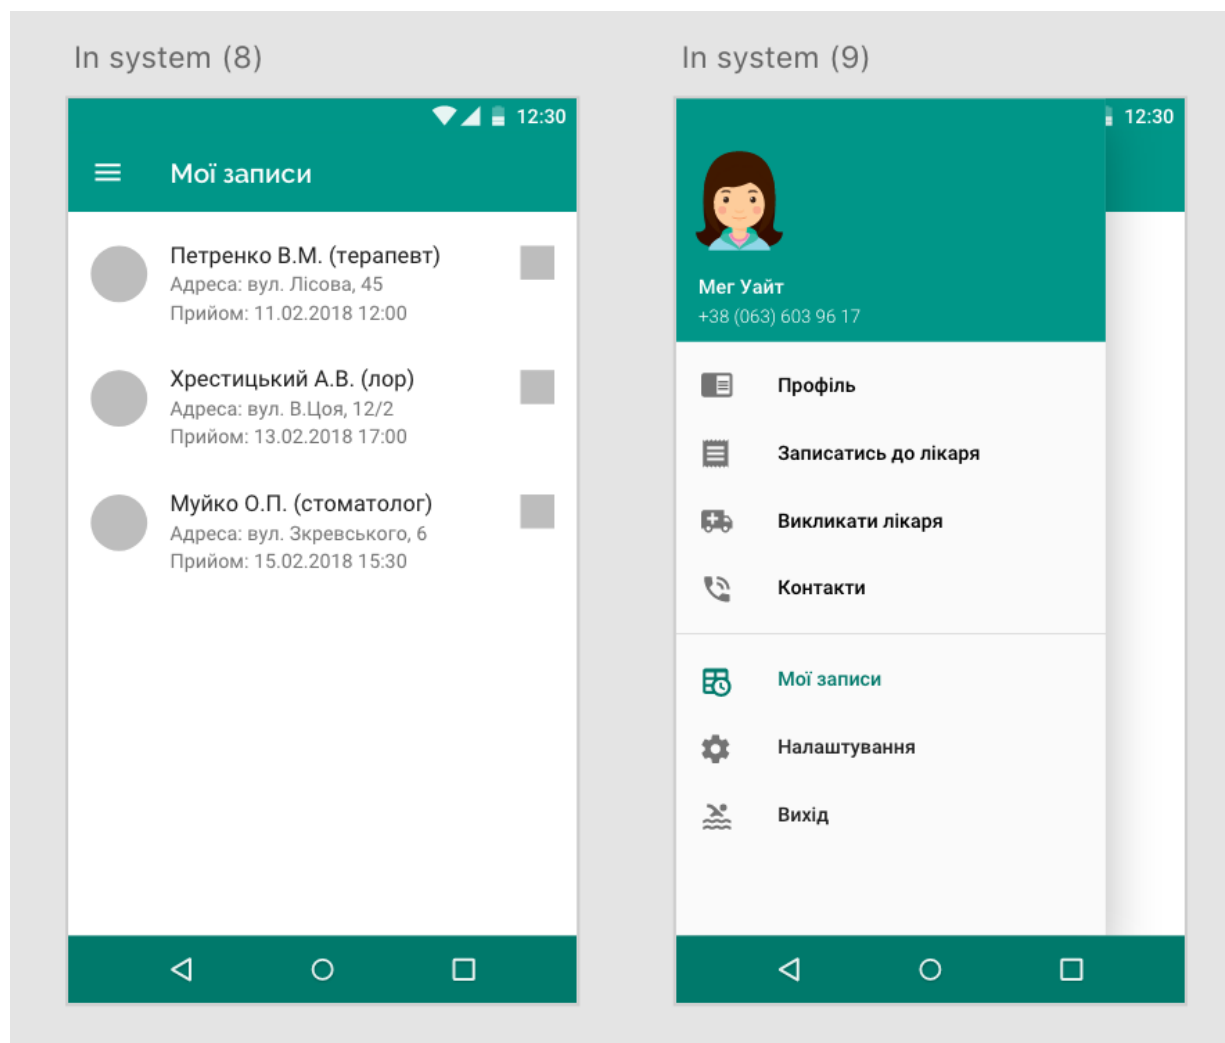 In system (8)
12:30
Мої записи
Петренко В.М. (терапевт)
Адреса: вул. Лісова, 45
Прийом: 11.02.2018 12:00
Хрестицький А.В. (лор)
Адреса: вул. В.Цоя, 12/2
Прийом: 13.02.2018 17:00
Муйко О.П. (стоматолог)
Адреса: вул. Зкревського, 6
Прийом: 15.02.2018 15:30
In system (9)
12:30
Мег Уайт
+38 (063) 603 96 17
Профіль
Записатись до лікаря
Викликати лікаря
Контакти
Мої записи
Налаштування
Вихід